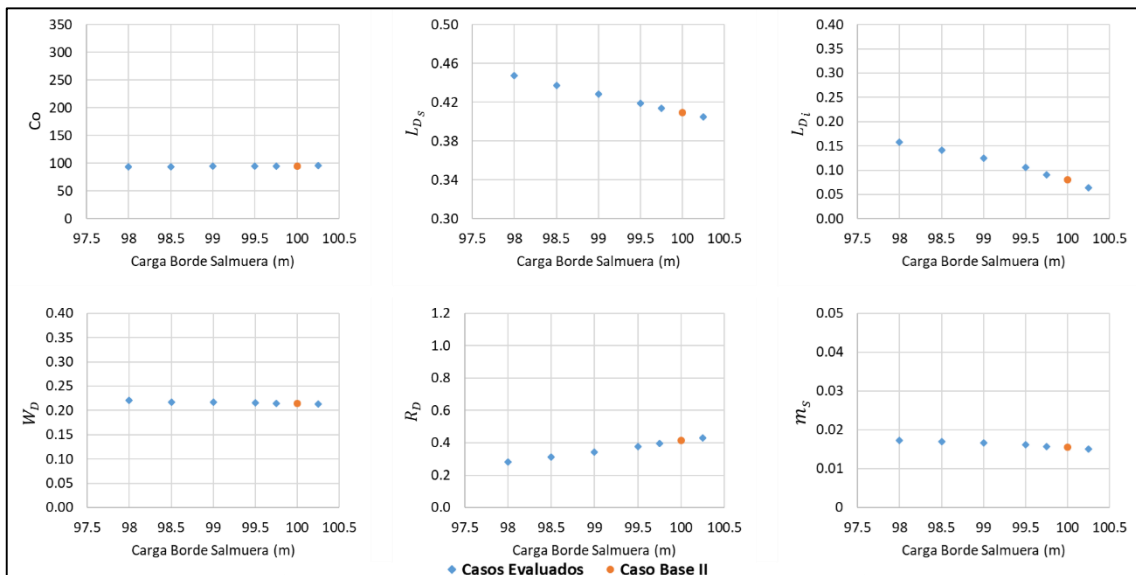 Co
350
300
250
200
150
100
50
0
97.5 98 98.5 99 99.5 100 100.5
Carga Borde Salmuera (m)
L_{D_s}
0.54
0.46
0.42
0.38
0.34
0.30
97.5 98 98.5 99 99.5 100 100.5
Carga Borde Salmuera (m)
L_{D_i}
0.40
0.35
0.30
0.25
0.20
0.15
0.10
0.05
0.00
97.5 98 98.5 99 99.5 100 100.5
Carga Borde Salmuera (m)
W_D
0.40
0.35
0.30
0.25
0.20
0.15
0.10
0.05
0.00
97.5 98 98.5 99 99.5 100 100.5
Carga Borde Salmuera (m)
R_D
1.2
1.0
0.8
0.6
0.4
0.2
0.0
97.5 98 98.5 99 99.5 100 100.5
Carga Borde Salmuera (m)
m_S
0.05
0.04
0.03
0.02
0.01
0
97.5 98 98.5 99 99.5 100 100.5
Carga Borde Salmuera (m)
Casos Evaluados Caso Base II